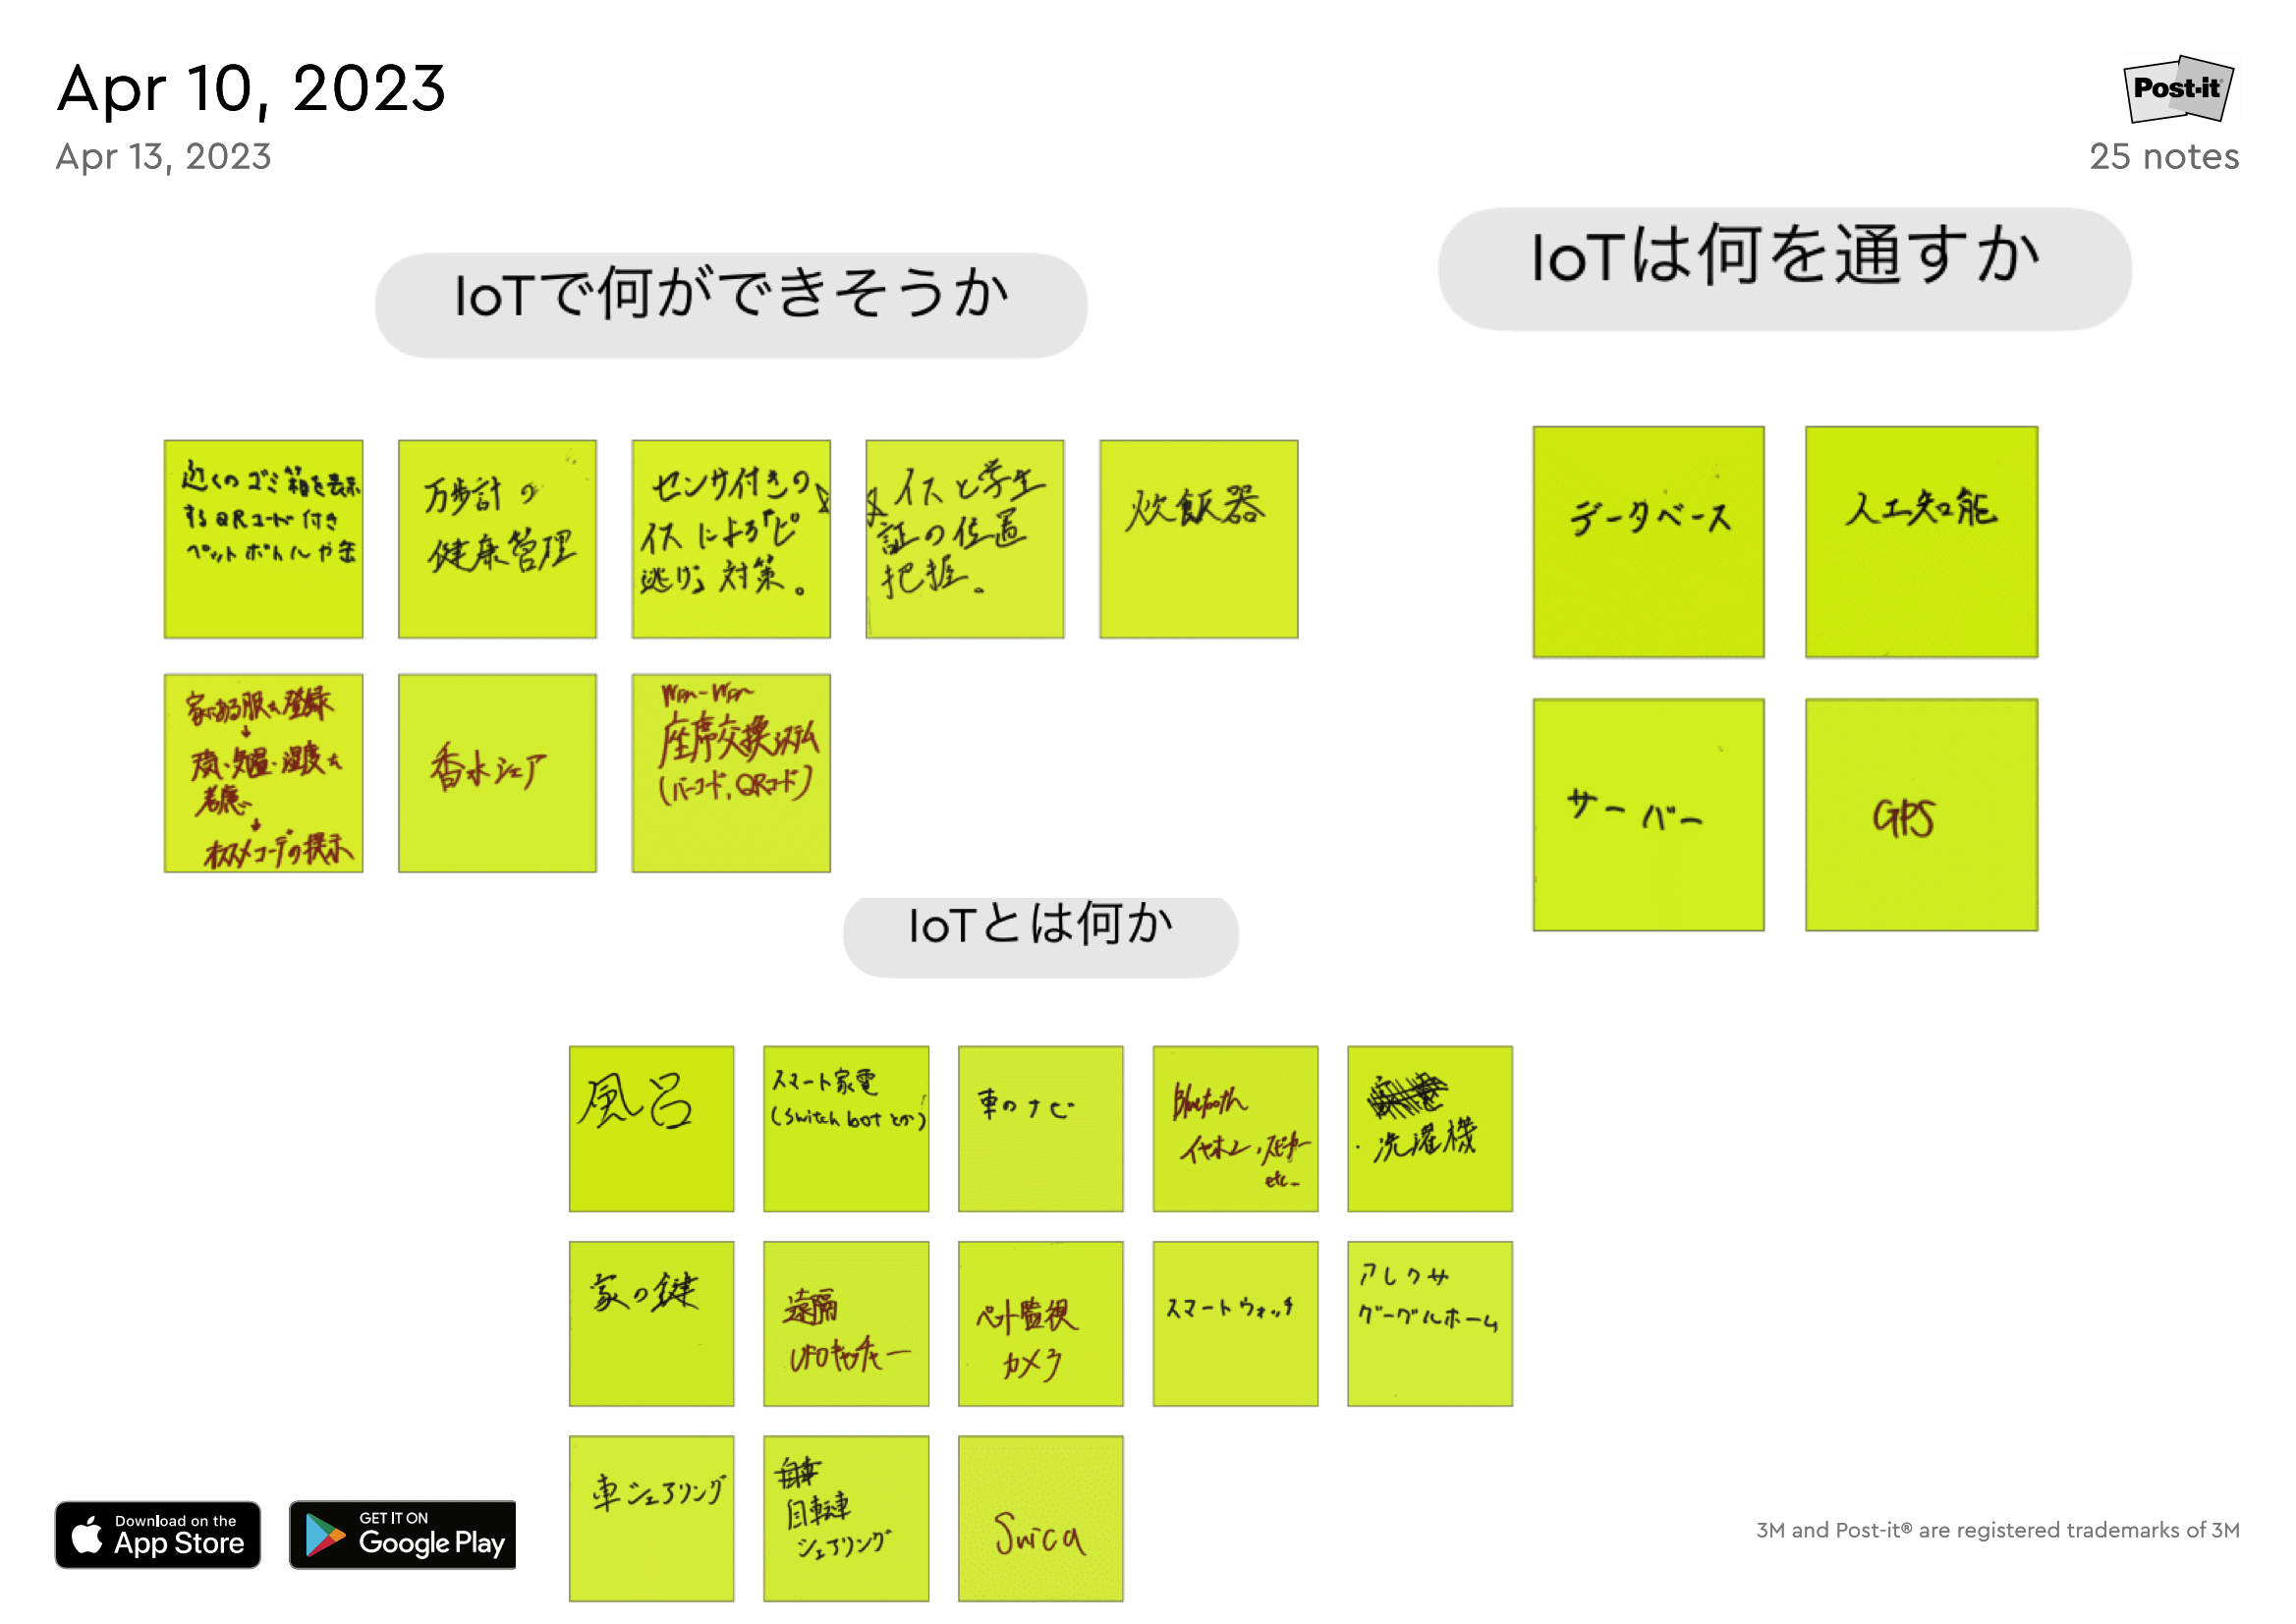 Apr 10, 2023
Apr 13, 2023
Post-it
25 notes
IoTで何ができそうか
近くのゴミ箱を表示
するQRコード付き
ペットボトルや缶
万歩計の
健康管理
センサ付きの
イスによる「ピ
逃げ」対策。
イスと学生
証の位置
把握。
炊飯器
家にある服を登録
↓
天気・気温・湿度を
考慮
↓
オススメコーデの提示
香水シェア
Win-Win
座席交換システム
(バーコード, QRコード)
IoTは何を通すか
データベース
人工知能
サーバー
GPS
IoTとは何か
風呂
スマート家電
(Switch botとか)
車のナビ
Bluetooth
イヤホン・スピーカー
etc..
・洗濯機
家の鍵
遠隔
UFOキャッチャー
ペット監視
カメラ
スマートウォッチ
アレクサ
グーグルホーム
車シェアリング
自転車
シェアリング
Suica
Download on the
App Store
GET IT ON
Google Play
3M and Post-it® are registered trademarks of 3M